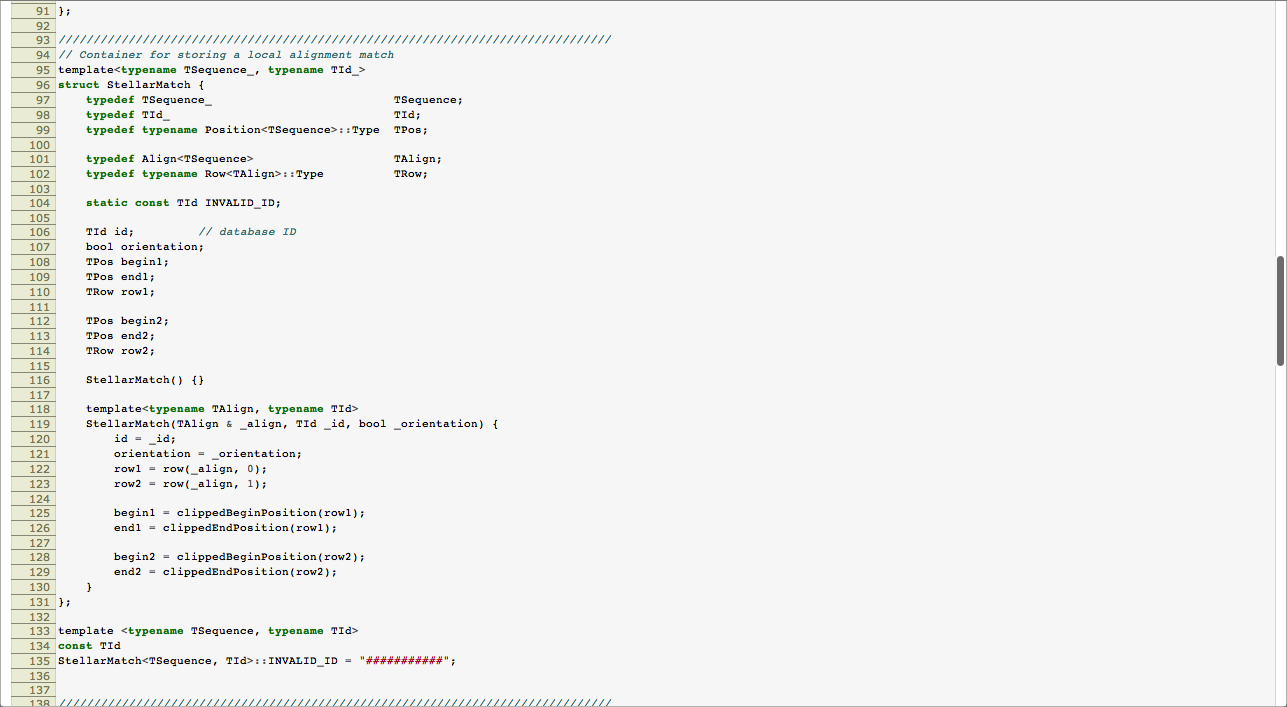 91 };
92
93 ///////////////////////////////////////////////////////////////////////////////
94 // Container for storing a local alignment match
95 template<typename TSequence_, typename TId_>
96 struct StellarMatch {
97     typedef TSequence_                          TSequence;
98     typedef TId_                                TId;
99     typedef typename Position<TSequence>::Type  TPos;
100
101     typedef Align<TSequence>                    TAlign;
102     typedef typename Row<TAlign>::Type          TRow;
103
104     static const TId INVALID_ID;
105
106     TId id;         // database ID
107     bool orientation;
108     TPos begin1;
109     TPos end1;
110     TRow row1;
111
112     TPos begin2;
113     TPos end2;
114     TRow row2;
115
116     StellarMatch() {}
117
118     template<typename TAlign, typename TId>
119     StellarMatch(TAlign & _align, TId _id, bool _orientation) {
120         id = _id;
121         orientation = _orientation;
122         row1 = row(_align, 0);
123         row2 = row(_align, 1);
124
125         begin1 = clippedBeginPosition(row1);
126         end1 = clippedEndPosition(row1);
127
128         begin2 = clippedBeginPosition(row2);
129         end2 = clippedEndPosition(row2);
130     }
131 };
132
133 template <typename TSequence, typename TId>
134 const TId
135 StellarMatch<TSequence, TId>::INVALID_ID = "###########";
136
137
138 ///////////////////////////////////////////////////////////////////////////////